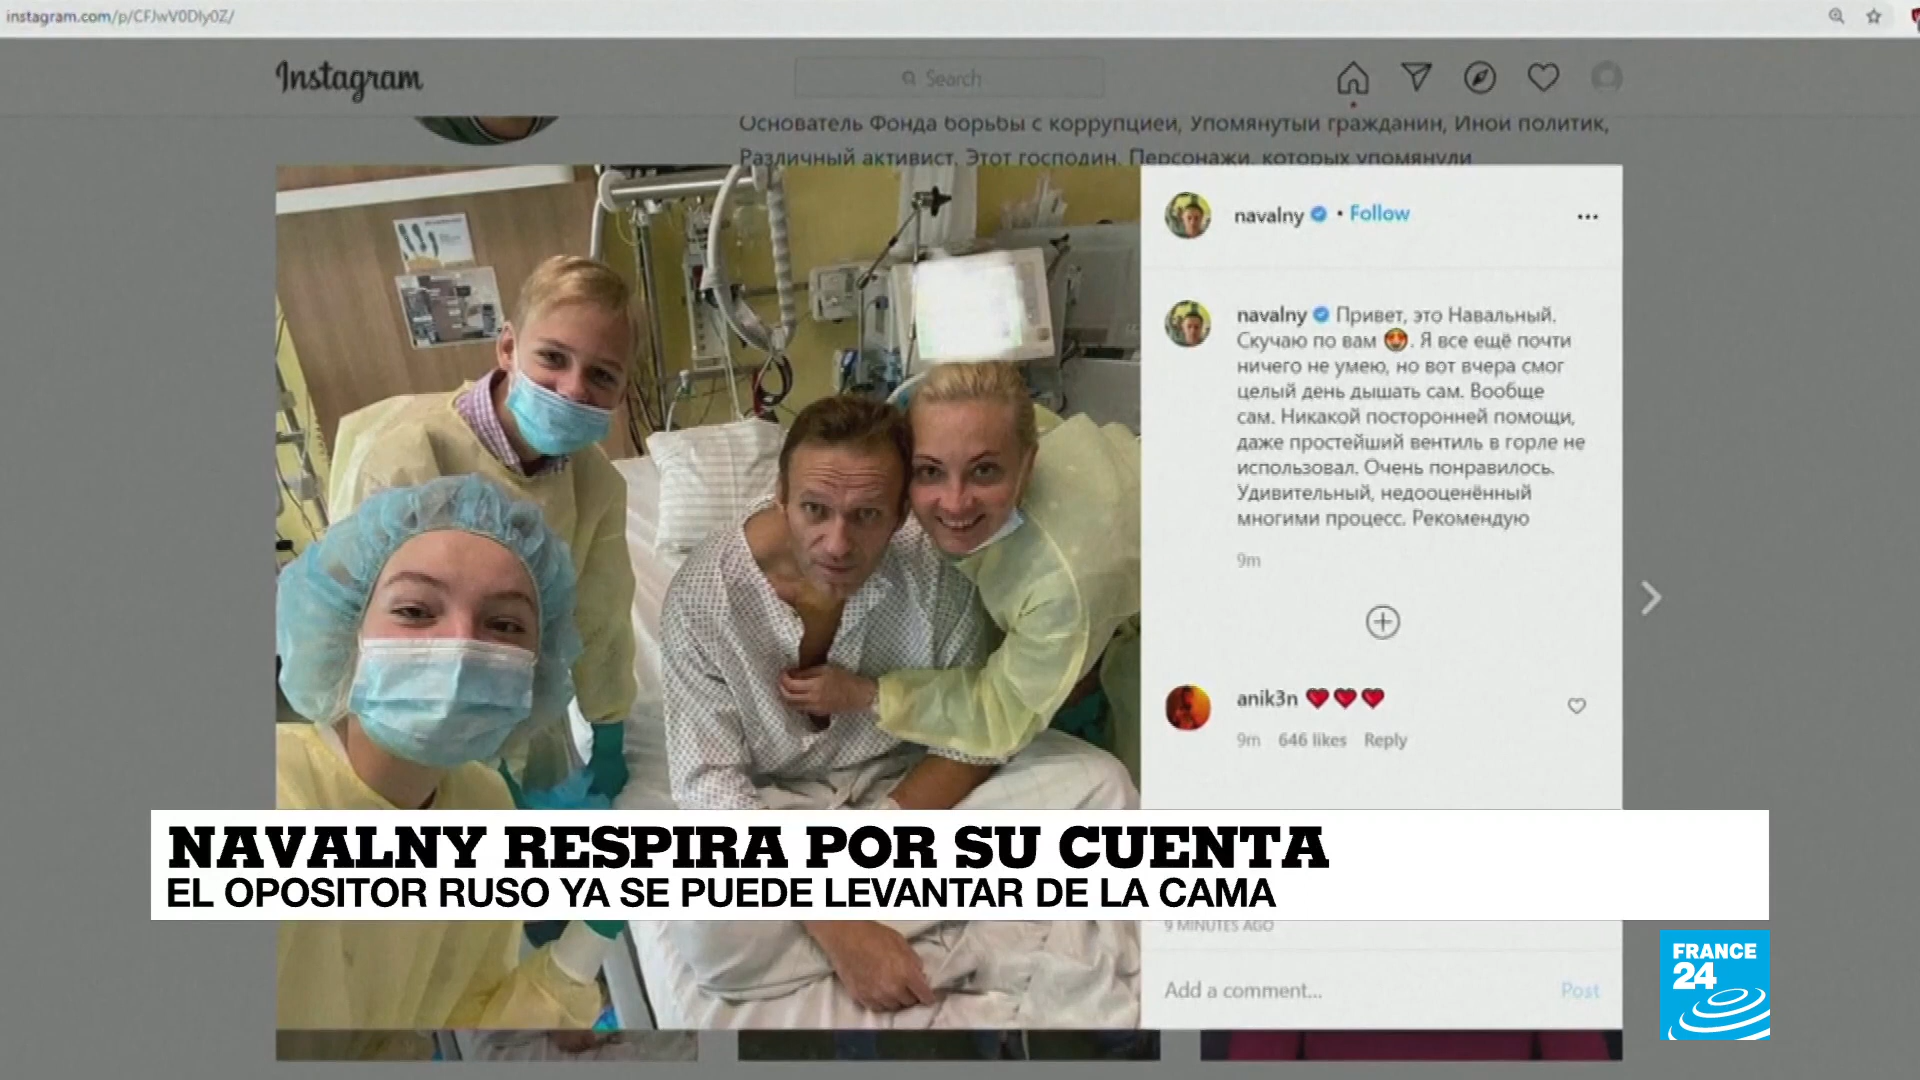 instagram.com/p/CFJwV0DIy0Z/
Instagram
Search
Основатель Фонда борьбы с коррупцией, Упомянутый гражданин, Иной политик,
Различный активист, Этот господин, Персонажи, которых упомянули
navalny • Follow
navalny Привет, это Навальный.
Скучаю по вам 😍. Я все ещё почти
ничего не умею, но вот вчера смог
целый день дышать сам. Вообще
сам. Никакой посторонней помощи,
даже простейший вентиль в горле не
использовал. Очень понравилось.
Удивительный, недооценённый
многими процесс. Рекомендую
9m
anik3n ❤❤❤
9m 646 likes Reply
NAVALNY RESPIRA POR SU CUENTA
EL OPOSITOR RUSO YA SE PUEDE LEVANTAR DE LA CAMA
9 MINUTES AGO
Add a comment... Post
FRANCE
24